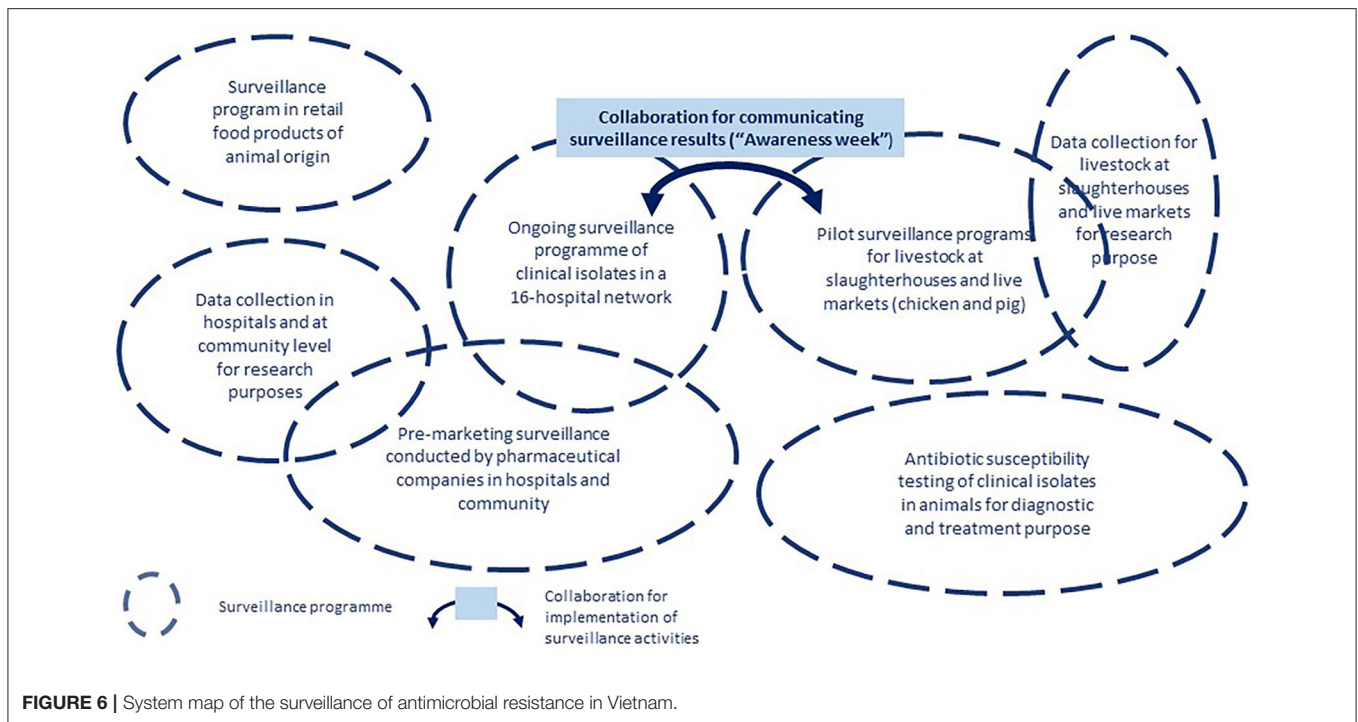 Surveillance
program in retail
food products of
animal origin
Collaboration for communicating
surveillance results (“Awareness week”)
Data collection for
livestock at
slaughterhouses
and live markets
for research
purpose
Ongoing surveillance
programme of
clinical isolates in a
16-hospital network
Pilot surveillance programs
for livestock at
slaughterhouses and live
markets (chicken and pig)
Data collection in
hospitals and at
community level
for research
purposes
Pre-marketing surveillance
conducted by pharmaceutical
companies in hospitals and
community
Antibiotic susceptibility
testing of clinical isolates
in animals for diagnostic
and treatment purpose
Surveillance programme
Collaboration for
implementation of
surveillance activities
FIGURE 6 | System map of the surveillance of antimicrobial resistance in Vietnam.